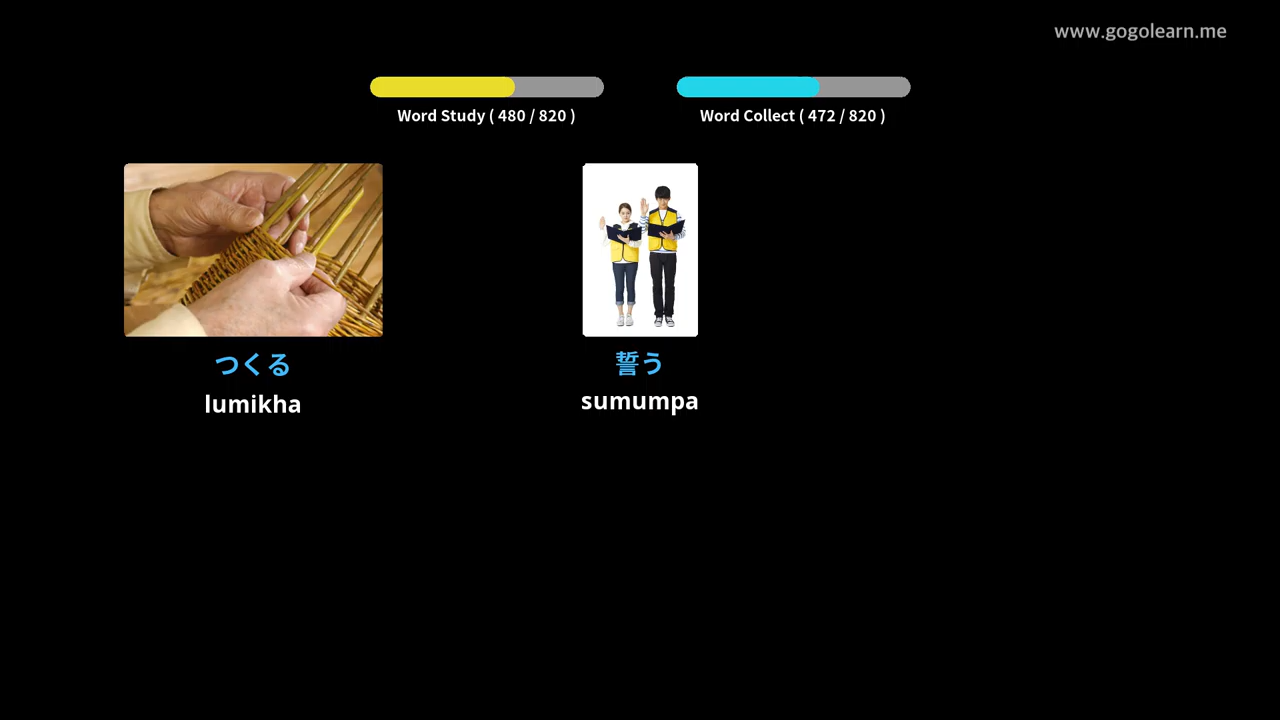 www.gogolearn.me
Word Study ( 480 / 820 )
Word Collect ( 472 / 820 )
つくる
lumikha
誓う
sumumpa